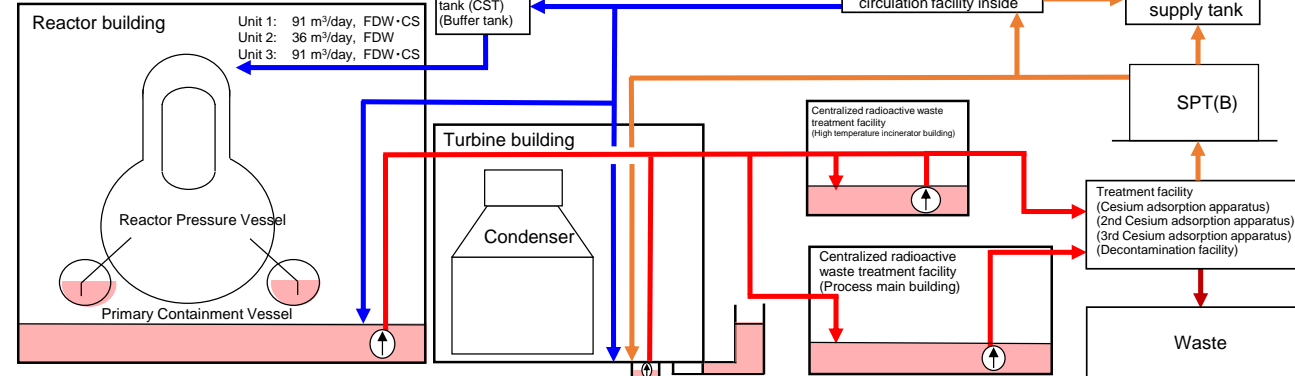 Reactor building
Unit 1: 91 m³/day, FDW・CS
Unit 2: 36 m³/day, FDW
Unit 3: 91 m³/day, FDW・CS
tank (CST)
(Buffer tank)
circulation facility inside
supply tank
SPT(B)
Centralized radioactive waste
treatment facility
(High temperature incinerator building)
Turbine building
Condenser
Reactor Pressure Vessel
Primary Containment Vessel
Treatment facility
(Cesium adsorption apparatus)
(2nd Cesium adsorption apparatus)
(3rd Cesium adsorption apparatus)
(Decontamination facility)
Centralized radioactive
waste treatment facility
(Process main building)
Waste